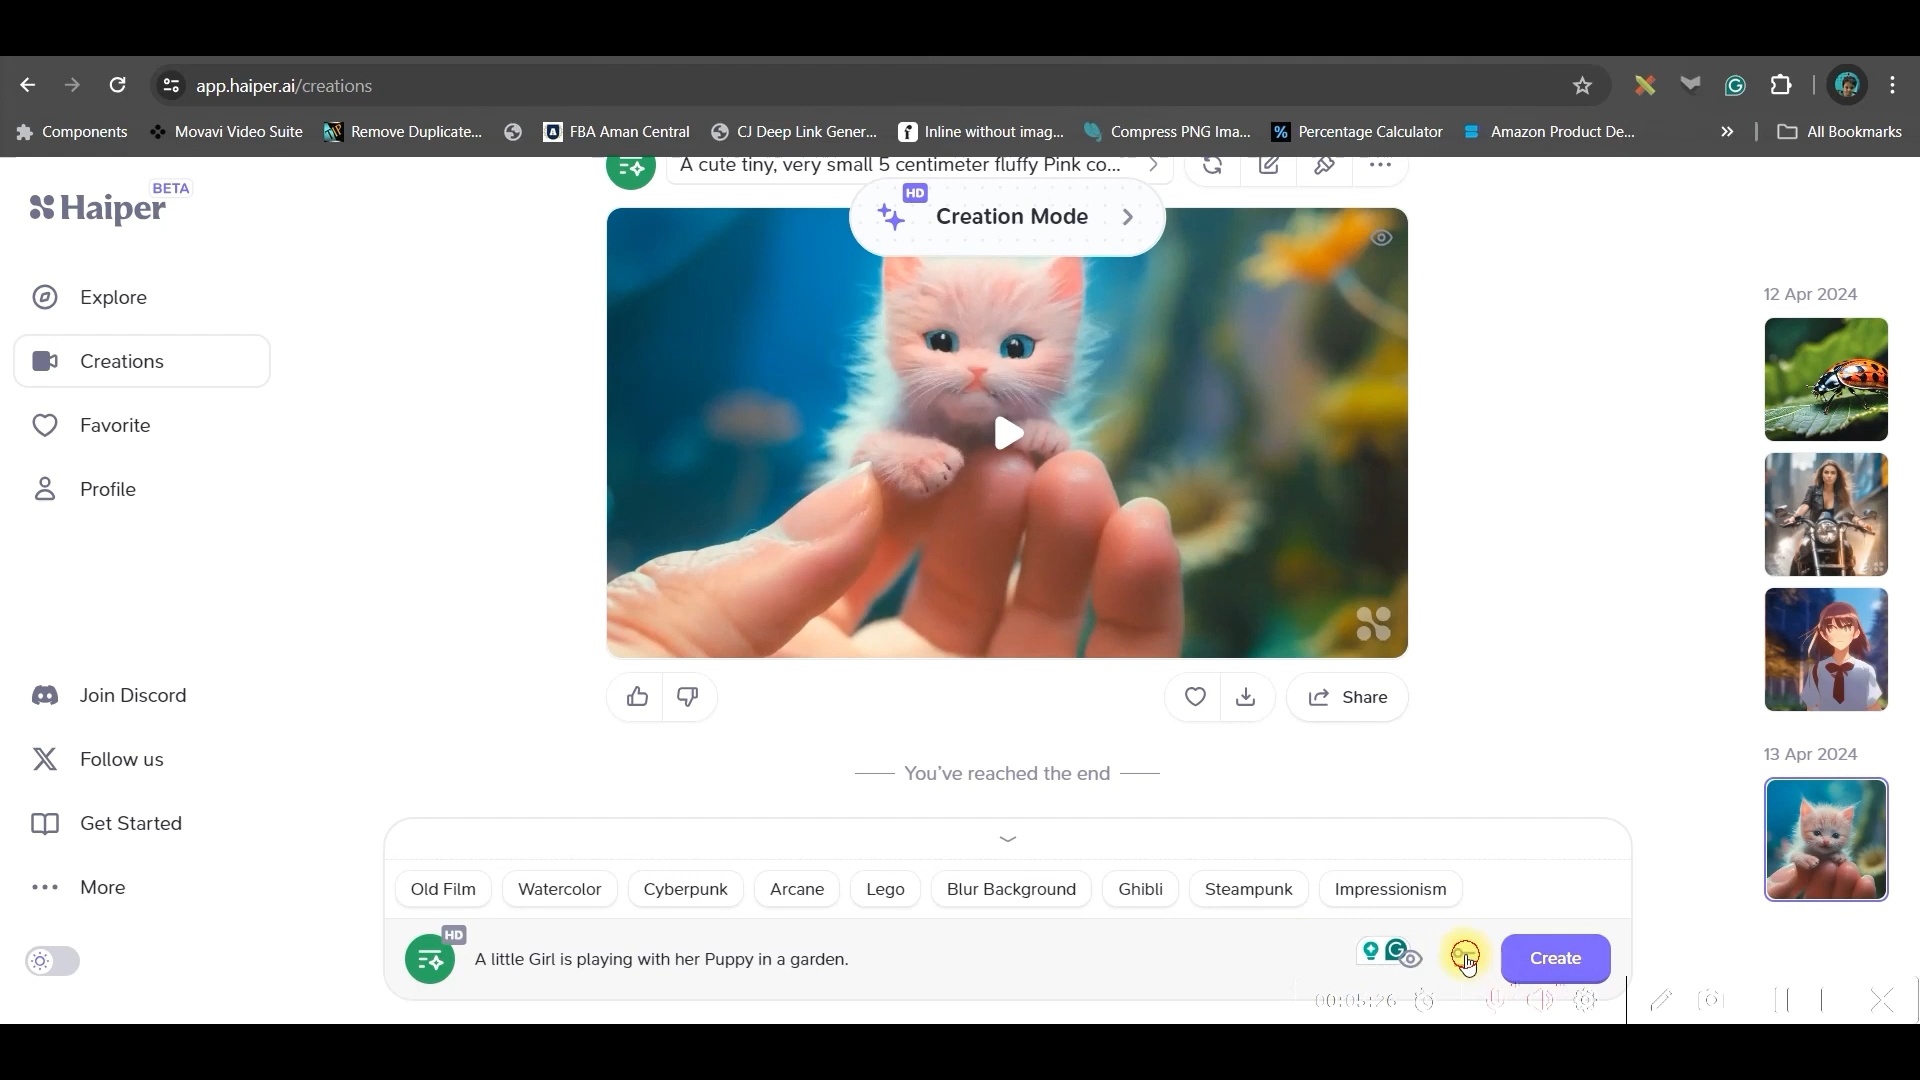 app.haiper.ai/creations
Components
Movavi Video Suite
Remove Duplicate...
FBA Aman Central
CJ Deep Link Gener...
Inline without imag...
Compress PNG Ima...
Percentage Calculator
Amazon Product De...
All Bookmarks
A cute tiny, very small 5 centimeter fluffy Pink co...
HD
Creation Mode
Haiper
BETA
Explore
Creations
Favorite
Profile
Join Discord
Follow us
Get Started
More
Share
You've reached the end
Old Film
Watercolor
Cyberpunk
Arcane
Lego
Blur Background
Ghibli
Steampunk
Impressionism
HD
A little Girl is playing with her Puppy in a garden.
Create
00:05:26
12 Apr 2024
13 Apr 2024